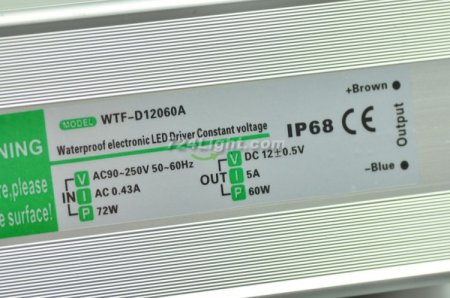 MODEL WTF-D12060A
Waterproof electronic LED Driver Constant voltage
IP68 CE
+Brown
Output
-Blue
NING
re,please
e surface!
IN
V AC90~250V 50~60Hz
I AC 0.43A
P 72W
OUT
V DC 12±0.5V
I 5A
P 60W